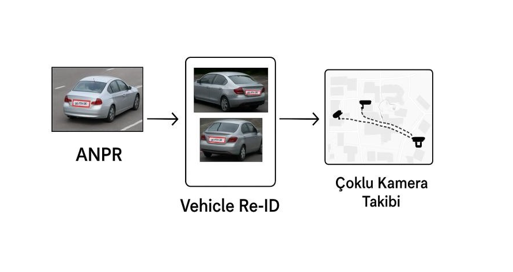 ANPR
Vehicle Re-ID
Çoklu Kamera
Takibi